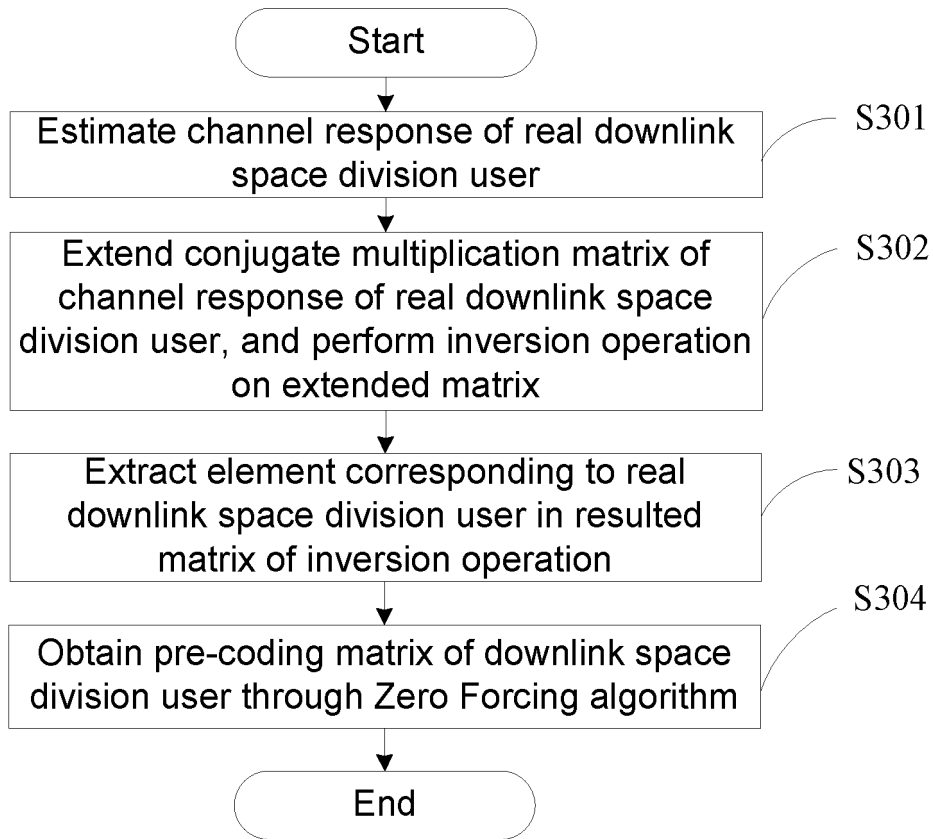 Start
Estimate channel response of real downlink
space division user
S301
Extend conjugate multiplication matrix of
channel response of real downlink space
division user, and perform inversion operation
on extended matrix
S302
Extract element corresponding to real
downlink space division user in resulted
matrix of inversion operation
S303
Obtain pre-coding matrix of downlink space
division user through Zero Forcing algorithm
S304
End